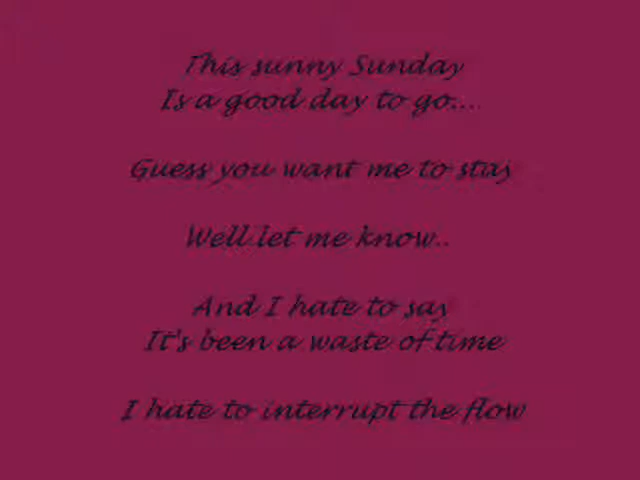 This sunny Sunday
Is a good day to go....
Guess you want me to stay
Well let me know..
And I hate to say
It's been a waste of time
I hate to interrupt the flow